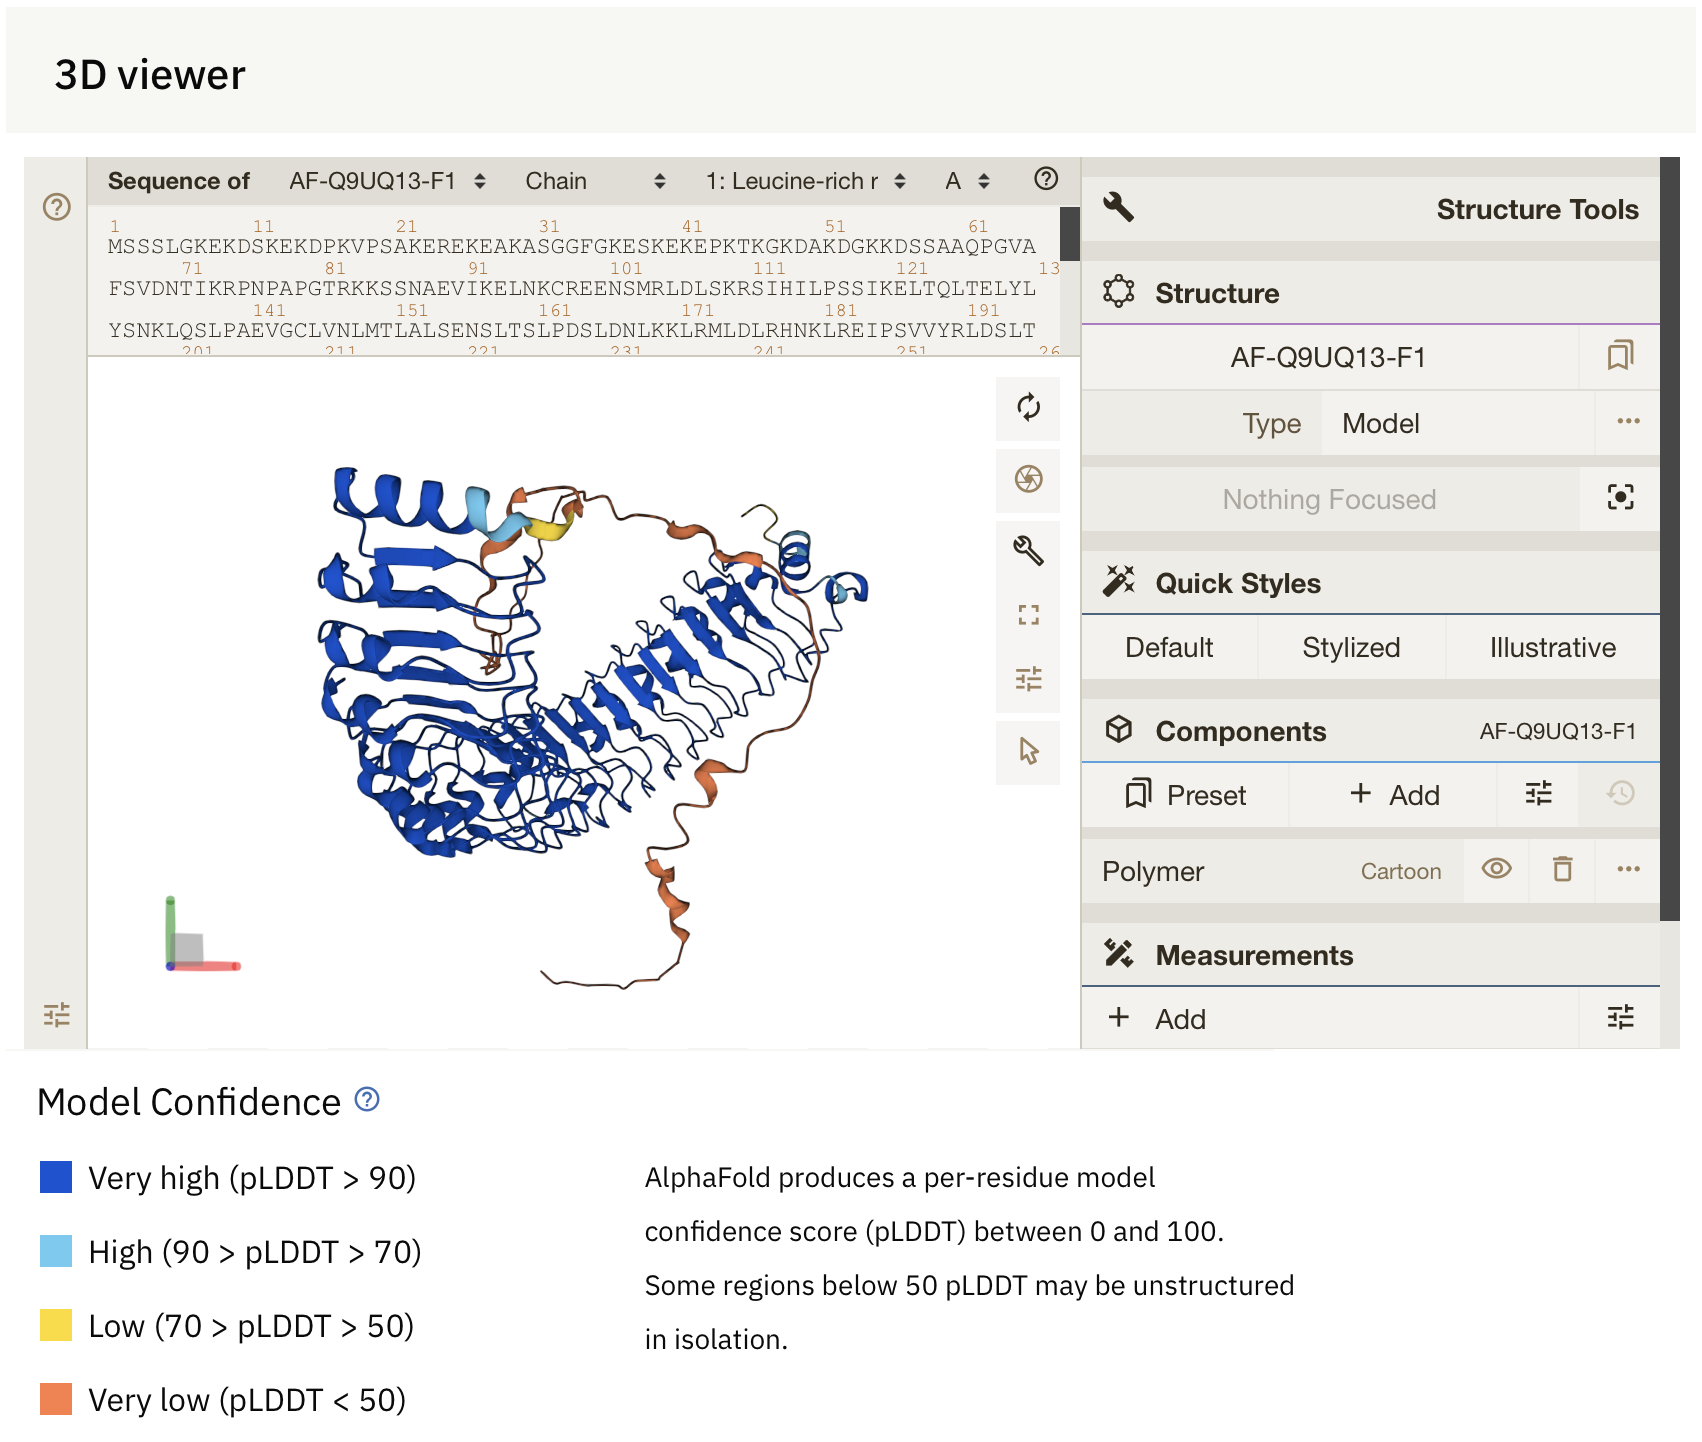 3D viewer
Sequence of AF-Q9UQ13-F1 Chain 1: Leucine-rich r A
1 11 21 31 41 51 61
MSSSLGKEKDSKEKDPKVPSAKEREKEAKASGGFGKESKEKEPKTKGKDAKDGKKDSSAAQPGVA
71 81 91 101 111 121 13
FSVDNTIKRPNPAPGTRKKSSNAEVIKELNKCREENSMRLDLSKRSIHILPSSIKELTQLTELYL
141 151 161 171 181 191
YSNKLQSLPAEVGCLVNLMTLALSENSLTSLPDSLDNLKKLRMLDLRHNKLREIPSVVYRLDSLT
201 211 221 231 241 251 26
Structure Tools
Structure
AF-Q9UQ13-F1
Type Model
Nothing Focused
Quick Styles
Default Stylized Illustrative
Components AF-Q9UQ13-F1
Preset + Add
Polymer Cartoon
Measurements
+ Add
Model Confidence
Very high (pLDDT > 90)
High (90 > pLDDT > 70)
Low (70 > pLDDT > 50)
Very low (pLDDT < 50)
AlphaFold produces a per-residue model
confidence score (pLDDT) between 0 and 100.
Some regions below 50 pLDDT may be unstructured
in isolation.